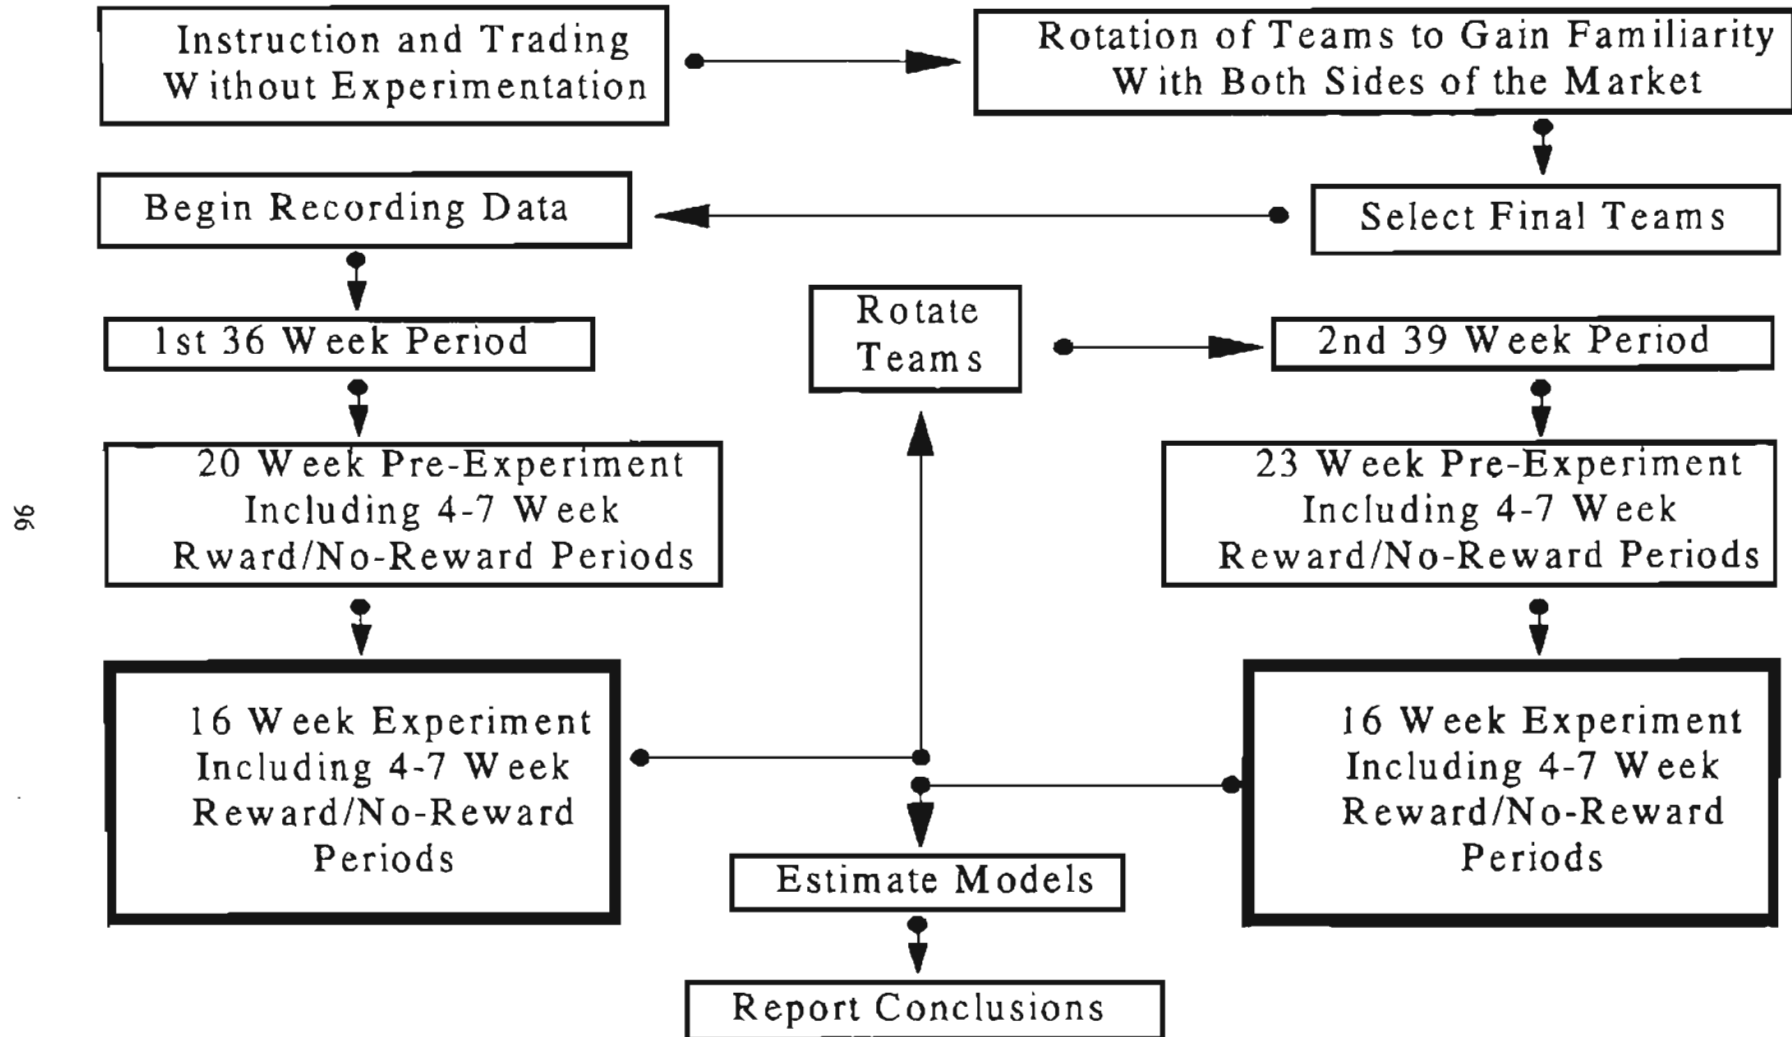 Instruction and Trading
Without Experimentation
Rotation of Teams to Gain Familiarity
With Both Sides of the Market
Select Final Teams
Begin Recording Data
1st 36 Week Period
20 Week Pre-Experiment
Including 4-7 Week
Rward/No-Reward Periods
16 Week Experiment
Including 4-7 Week
Reward/No-Reward
Periods
Rotate
Teams
2nd 39 Week Period
23 Week Pre-Experiment
Including 4-7 Week
Reward/No-Reward Periods
16 Week Experiment
Including 4-7 Week
Reward/No-Reward
Periods
Estimate Models
Report Conclusions
96